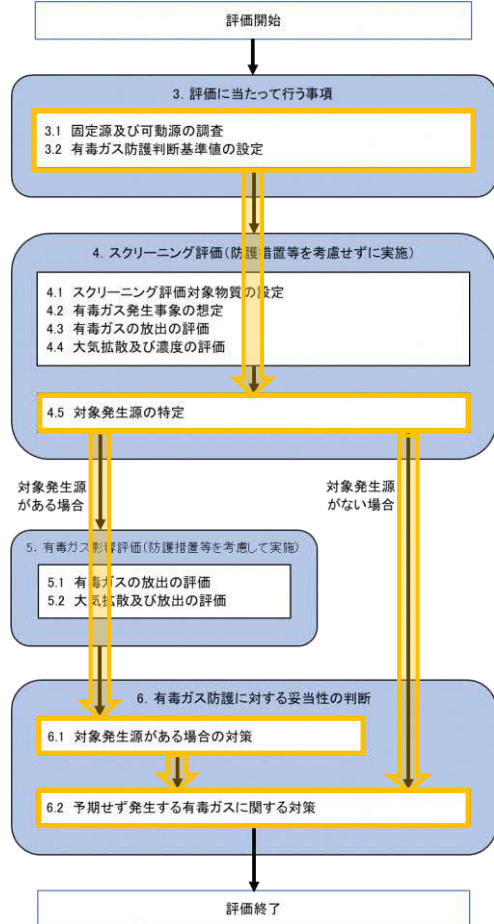 評価開始
3. 評価に当たって行う事項
3.1 固定源及び可動源の調査
3.2 有毒ガス防護判断基準値の設定
4. スクリーニング評価(防護措置等を考慮せずに実施)
4.1 スクリーニング評価対象物質の設定
4.2 有毒ガス発生事象の想定
4.3 有毒ガスの放出の評価
4.4 大気拡散及び濃度の評価
4.5 対象発生源の特定
対象発生源
がある場合
対象発生源
がない場合
5. 有毒ガス影響評価(防護措置等を考慮して実施)
5.1 有毒ガスの放出の評価
5.2 大気拡散及び放出の評価
6. 有毒ガス防護に対する妥当性の判断
6.1 対象発生源がある場合の対策
6.2 予期せず発生する有毒ガスに関する対策
評価終了